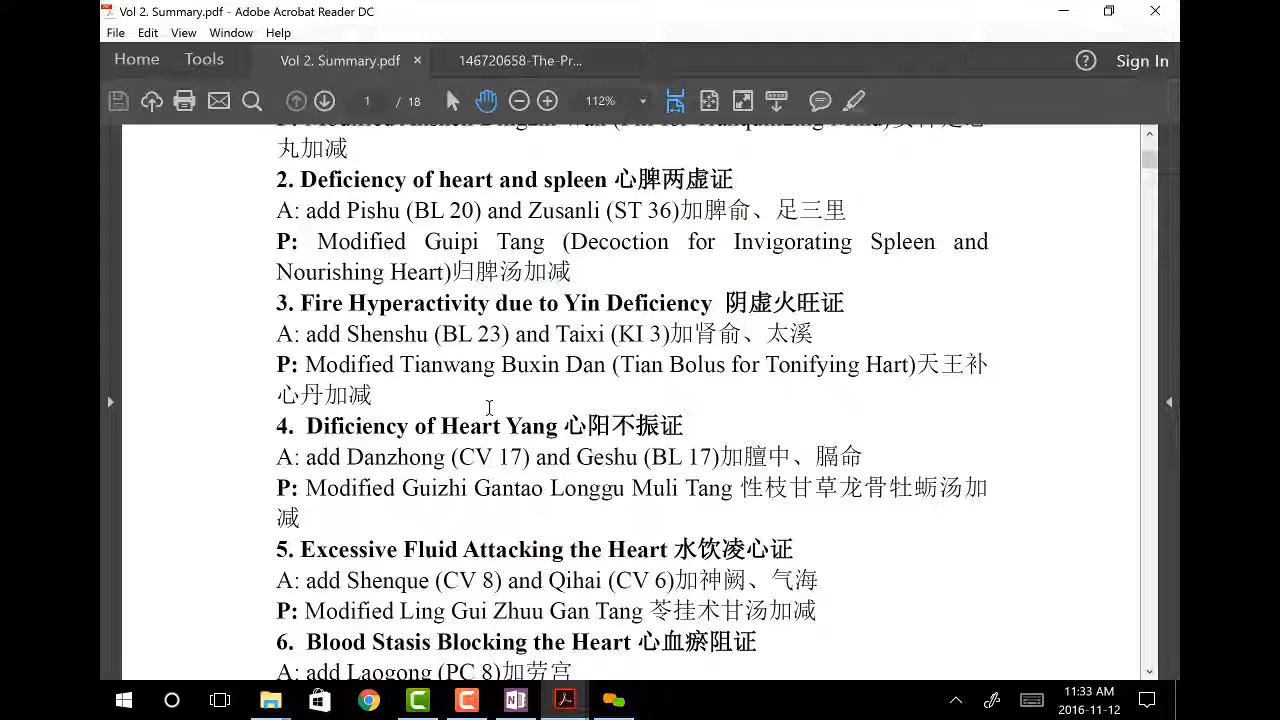 Vol 2. Summary.pdf - Adobe Acrobat Reader DC
File Edit View Window Help
Home Tools Vol 2. Summary.pdf × 146720658-The-Pr... ? Sign In
1 / 18 112%
丸加减
2. Deficiency of heart and spleen 心脾两虚证
A: add Pishu (BL 20) and Zusanli (ST 36)加脾俞、足三里
P: Modified Guipi Tang (Decoction for Invigorating Spleen and
Nourishing Heart)归脾汤加减
3. Fire Hyperactivity due to Yin Deficiency 阴虚火旺证
A: add Shenshu (BL 23) and Taixi (KI 3)加肾俞、太溪
P: Modified Tianwang Buxin Dan (Tian Bolus for Tonifying Hart)天王补
心丹加减
4. Dificiency of Heart Yang 心阳不振证
A: add Danzhong (CV 17) and Geshu (BL 17)加膻中、膈命
P: Modified Guizhi Gantao Longgu Muli Tang 性枝甘草龙骨牡蛎汤加
减
5. Excessive Fluid Attacking the Heart 水饮凌心证
A: add Shenque (CV 8) and Qihai (CV 6)加神阙、气海
P: Modified Ling Gui Zhuu Gan Tang 苓挂术甘汤加减
6. Blood Stasis Blocking the Heart 心血瘀阻证
A: add Laogong (PC 8)加劳宫
11:33 AM
2016-11-12